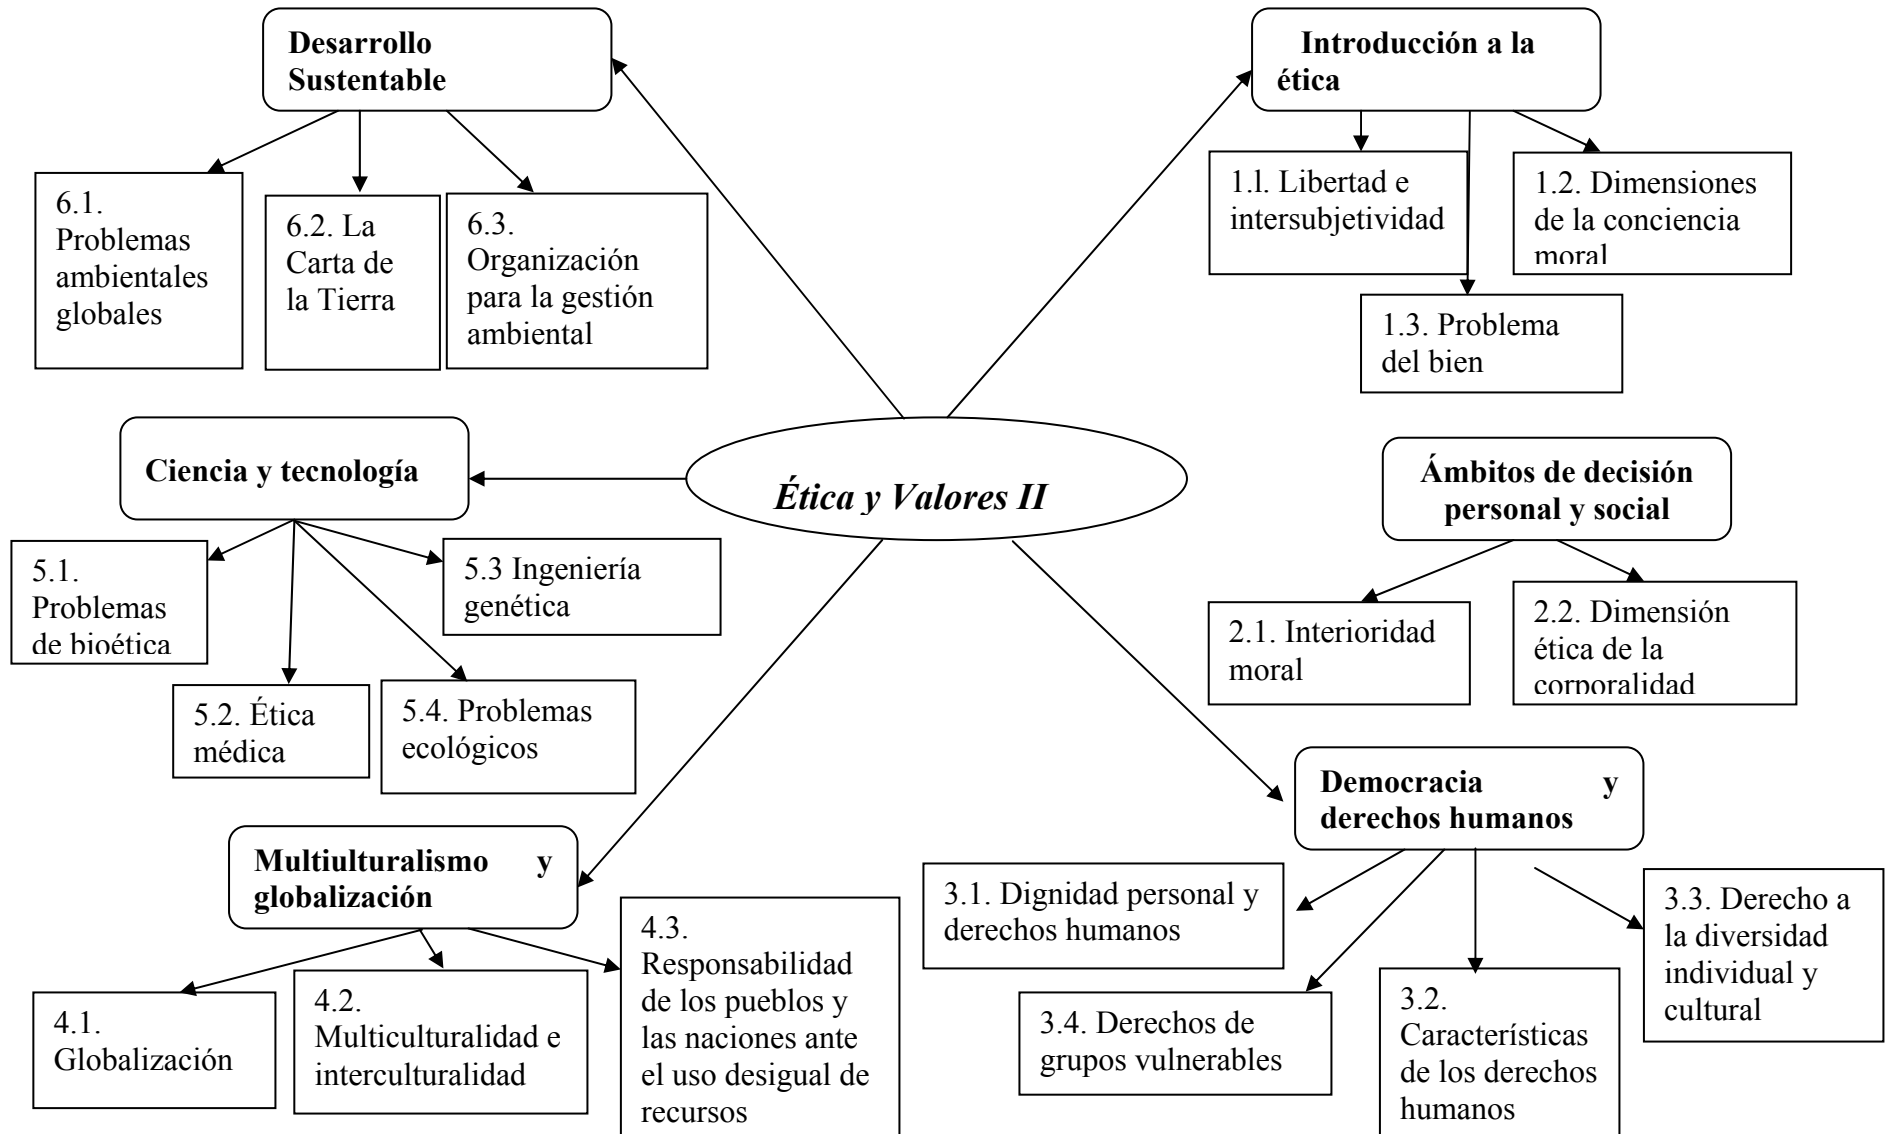 Desarrollo
Sustentable
Introducción a la
ética
6.1.
Problemas
ambientales
globales
6.2. La
Carta de
la Tierra
6.3.
Organización
para la gestión
ambiental
1.l. Libertad e
intersubjetividad
1.2. Dimensiones
de la conciencia
moral
1.3. Problema
del bien
Ciencia y tecnología
Ética y Valores II
Ámbitos de decisión
personal y social
5.1.
Problemas
de bioética
5.3 Ingeniería
genética
5.2. Ética
médica
5.4. Problemas
ecológicos
2.1. Interioridad
moral
2.2. Dimensión
ética de la
corporalidad
Multiulturalismo y
globalización
Democracia y
derechos humanos
4.1.
Globalización
4.2.
Multiculturalidad e
interculturalidad
4.3.
Responsabilidad
de los pueblos y
las naciones ante
el uso desigual de
recursos
3.1. Dignidad personal y
derechos humanos
3.4. Derechos de
grupos vulnerables
3.2.
Características
de los derechos
humanos
3.3. Derecho a
la diversidad
individual y
cultural